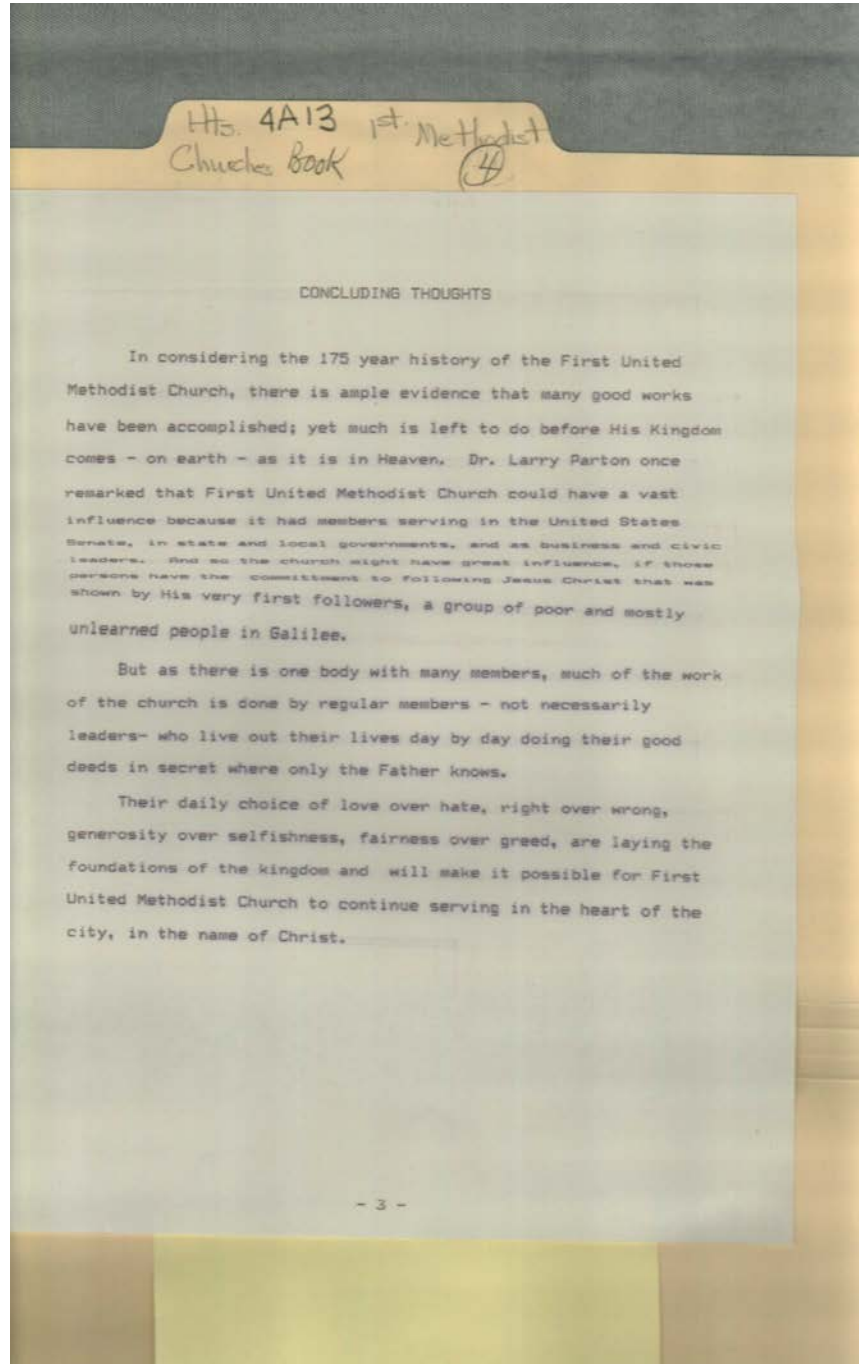 Hts. 4A13 1st. Methodist
Churches Book 4
CONCLUDING THOUGHTS
In considering the 175 year history of the First United
Methodist Church, there is ample evidence that many good works
have been accomplished; yet much is left to do before His Kingdom
comes - on earth - as it is in Heaven. Dr. Larry Parton once
remarked that First United Methodist Church could have a vast
influence because it had members serving in the United States
Senate, in state and local governments, and as business and civic
leaders. And so the church might have great influence, if those
persons have the committment to following Jesus Christ that was
shown by His very first followers, a group of poor and mostly
unlearned people in Galilee.
But as there is one body with many members, much of the work
of the church is done by regular members - not necessarily
leaders- who live out their lives day by day doing their good
deeds in secret where only the Father knows.
Their daily choice of love over hate, right over wrong,
generosity over selfishness, fairness over greed, are laying the
foundations of the kingdom and will make it possible for First
United Methodist Church to continue serving in the heart of the
city, in the name of Christ.
- 3 -